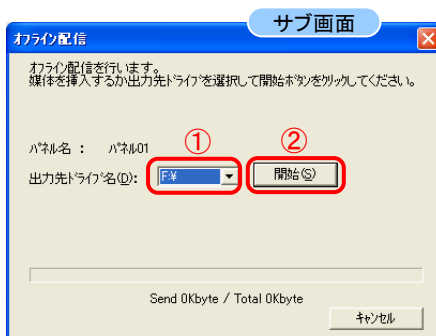 サブ画面
オフライン配信
オフライン配信を行います。
媒体を挿入するか出力先ドライブを選択して開始ボタンをクリックしてください。
① ②
パネル名： パネル01
出力先ドライブ名(D): F:¥ 開始(S)
Send 0Kbyte / Total 0Kbyte
キャンセル